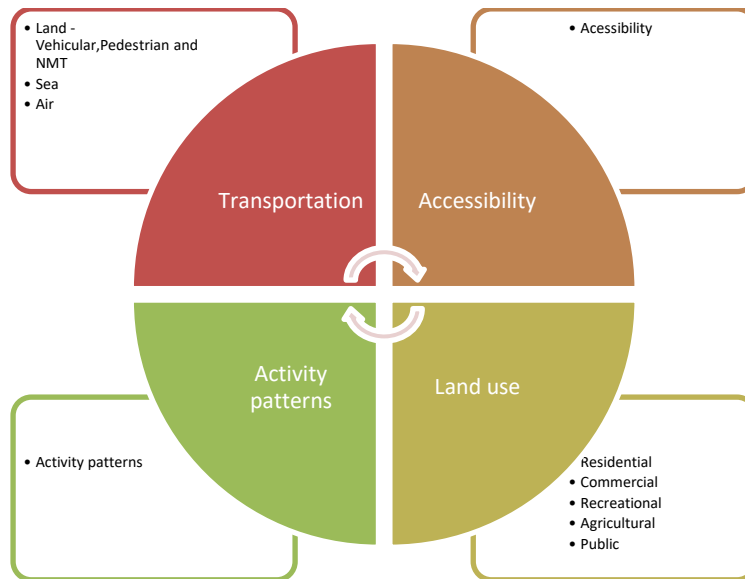 • Land -
Vehicular,Pedestrian and
NMT
• Sea
• Air
• Acessibility
Transportation
Accessibility
Activity
patterns
Land use
• Activity patterns
Residential
• Commercial
• Recreational
• Agricultural
• Public